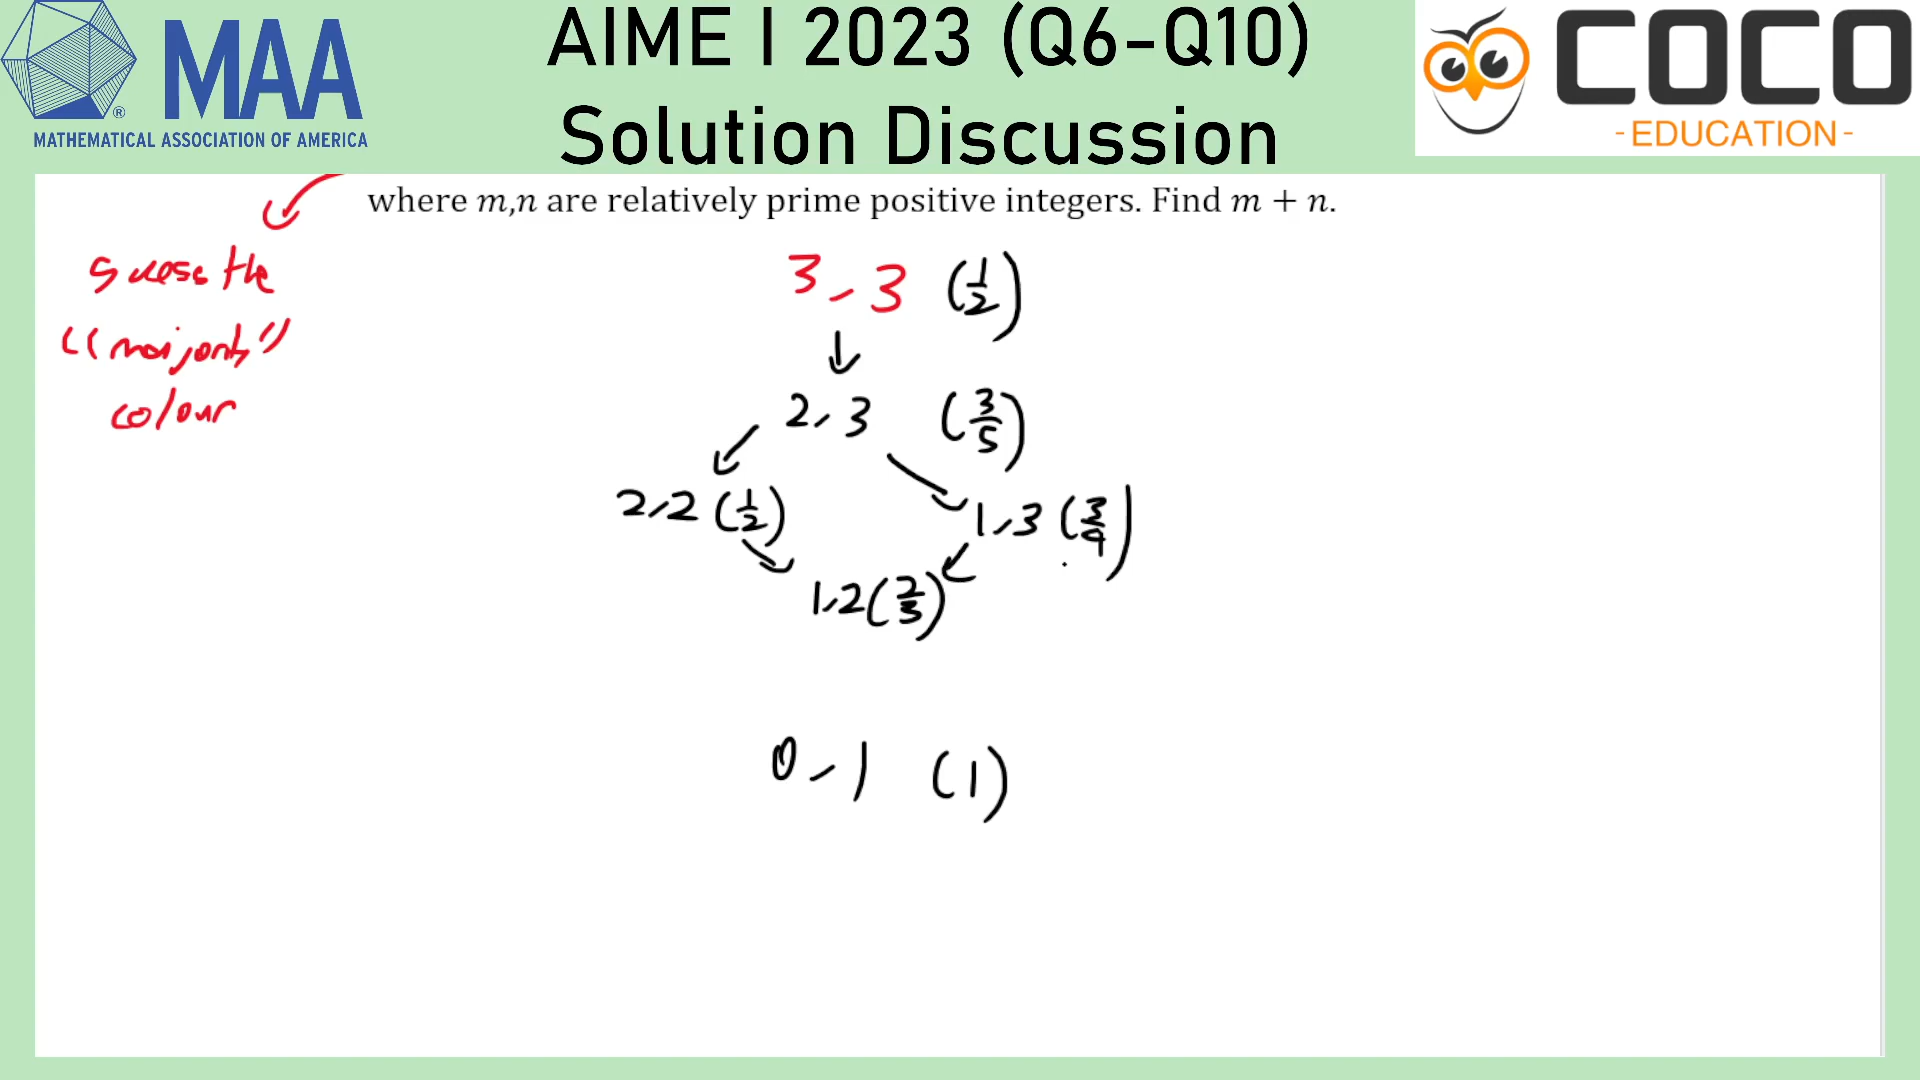 MAA
®
MATHEMATICAL ASSOCIATION OF AMERICA
AIME I 2023 (Q6-Q10)
Solution Discussion
COCO
-EDUCATION-
where m,n are relatively prime positive integers. Find m + n.
guess the
"majority"
colour
3,3 (1/2)
2,3 (3/5)
2,2 (1/2)
1,3 (3/4)
1,2 (2/3)
0,1 (1)